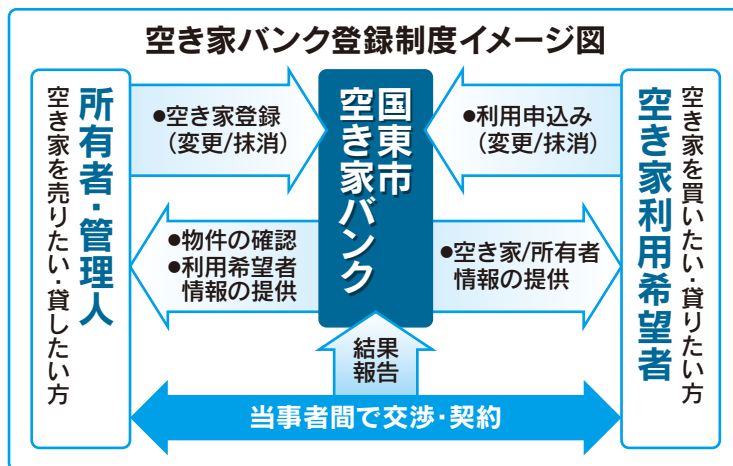 空き家バンク登録制度イメージ図
所有者・管理人
空き家を売りたい・貸したい方
●空き家登録
（変更/抹消）
●物件の確認
●利用希望者
情報の提供
国東市
空き家バンク
●利用申込み
（変更/抹消）
●空き家/所有者
情報の提供
空き家を買いたい・貸りたい方
空き家利用希望者
結果
報告
当事者間で交渉・契約